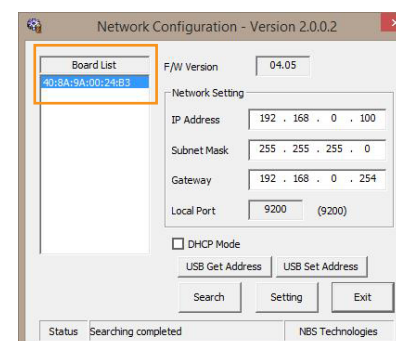 Network Configuration - Version 2.0.0.2
Board List
40:8A:9A:00:24:B3
F/W Version 04.05
Network Setting
IP Address 192 . 168 . 0 . 100
Subnet Mask 255 . 255 . 255 . 0
Gateway 192 . 168 . 0 . 254
Local Port 9200 (9200)
DHCP Mode
USB Get Address USB Set Address
Search Setting Exit
Status Searching completed NBS Technologies